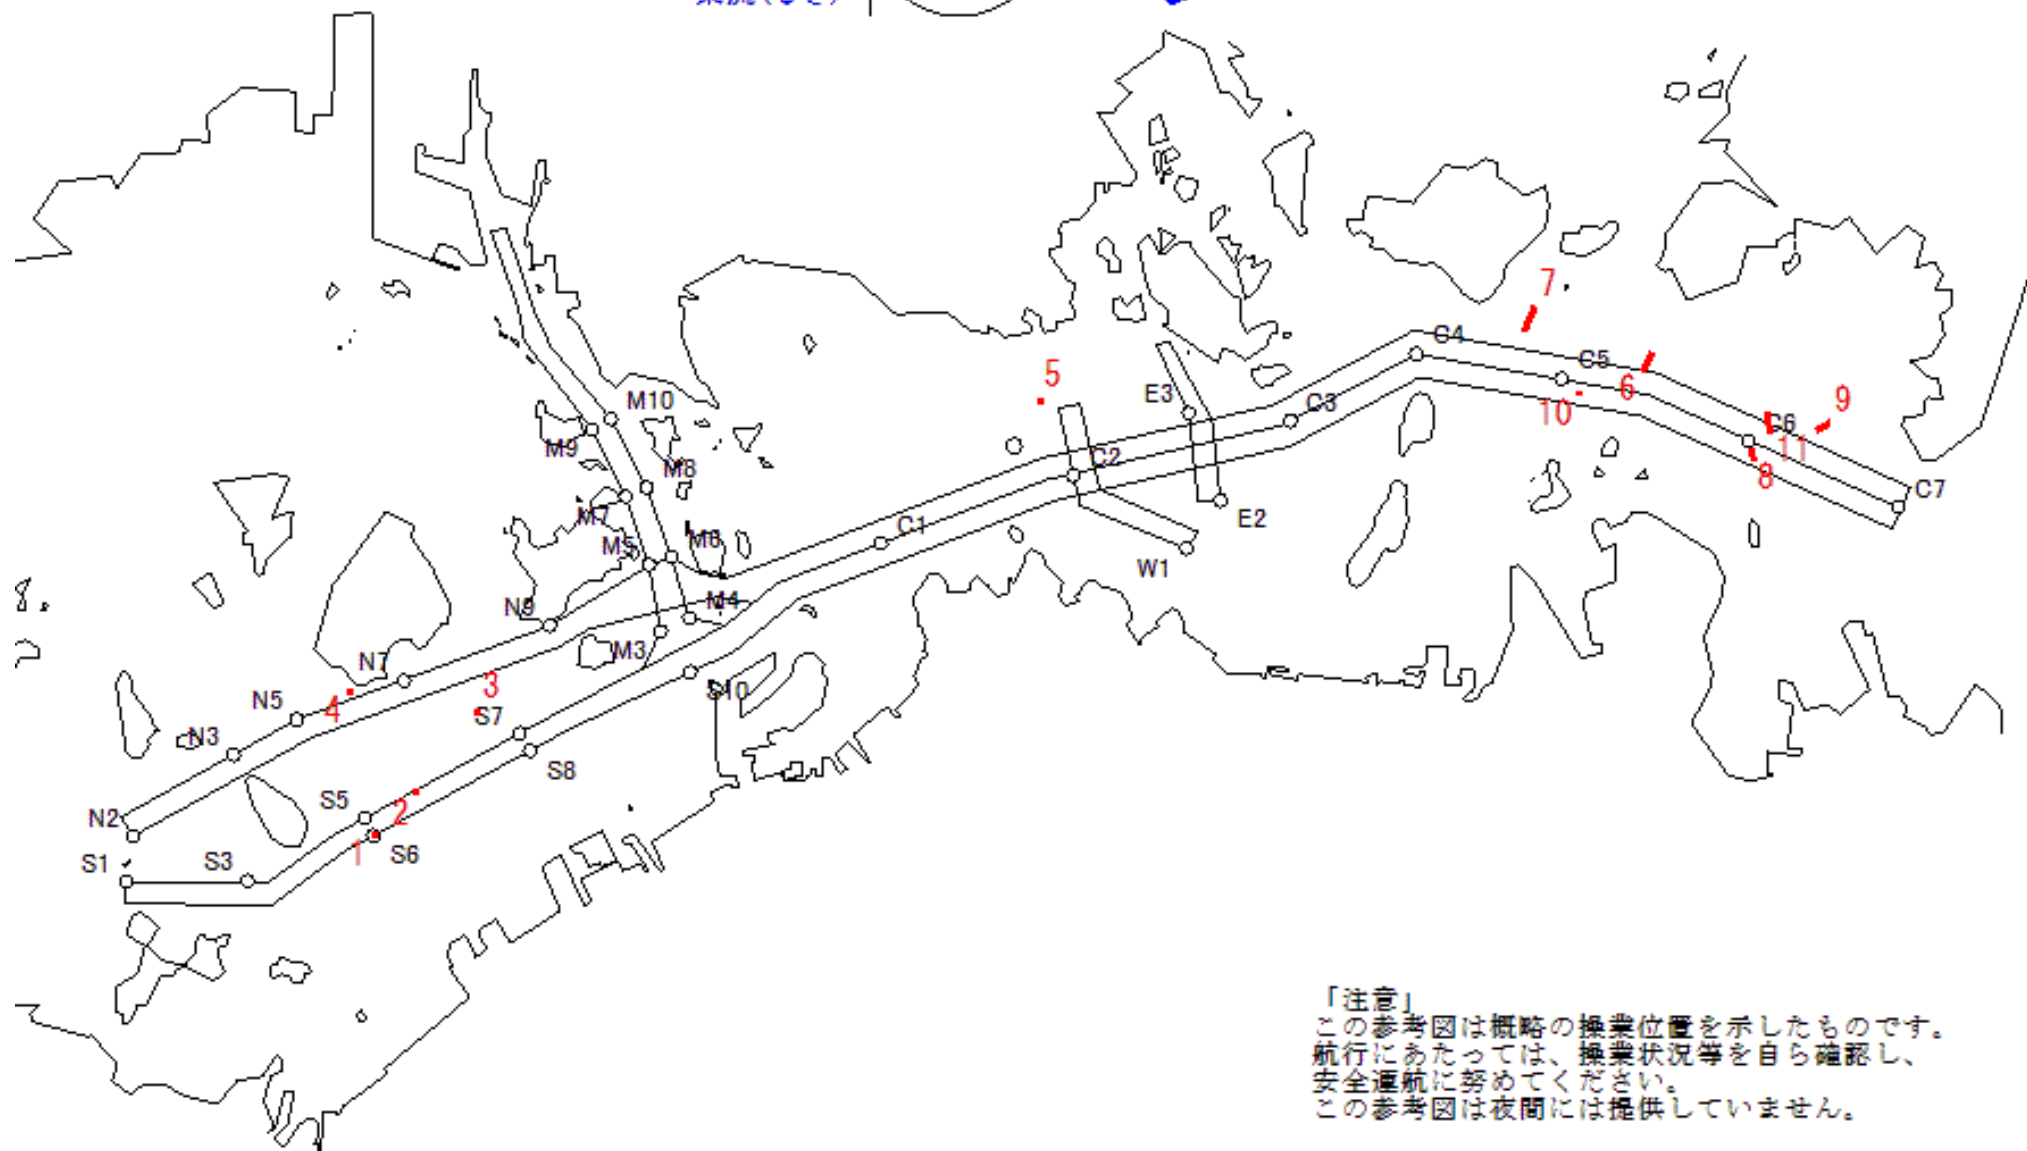 7
C4
C5
5
6
M10
E3
C3
10
C6
9
M9
M8
C2
11
8
C7
M7
C1
E2
M5
M6
W1
N9
M4
M3
N7
3
S10
N5
4
S7
N3
S8
N2
S5
2
1
S6
S1
S3
「注意」
この参考図は概略の操業位置を示したものです。
航行にあたっては、操業状況等を自ら確認し、
安全運航に努めてください。
この参考図は夜間には提供していません。